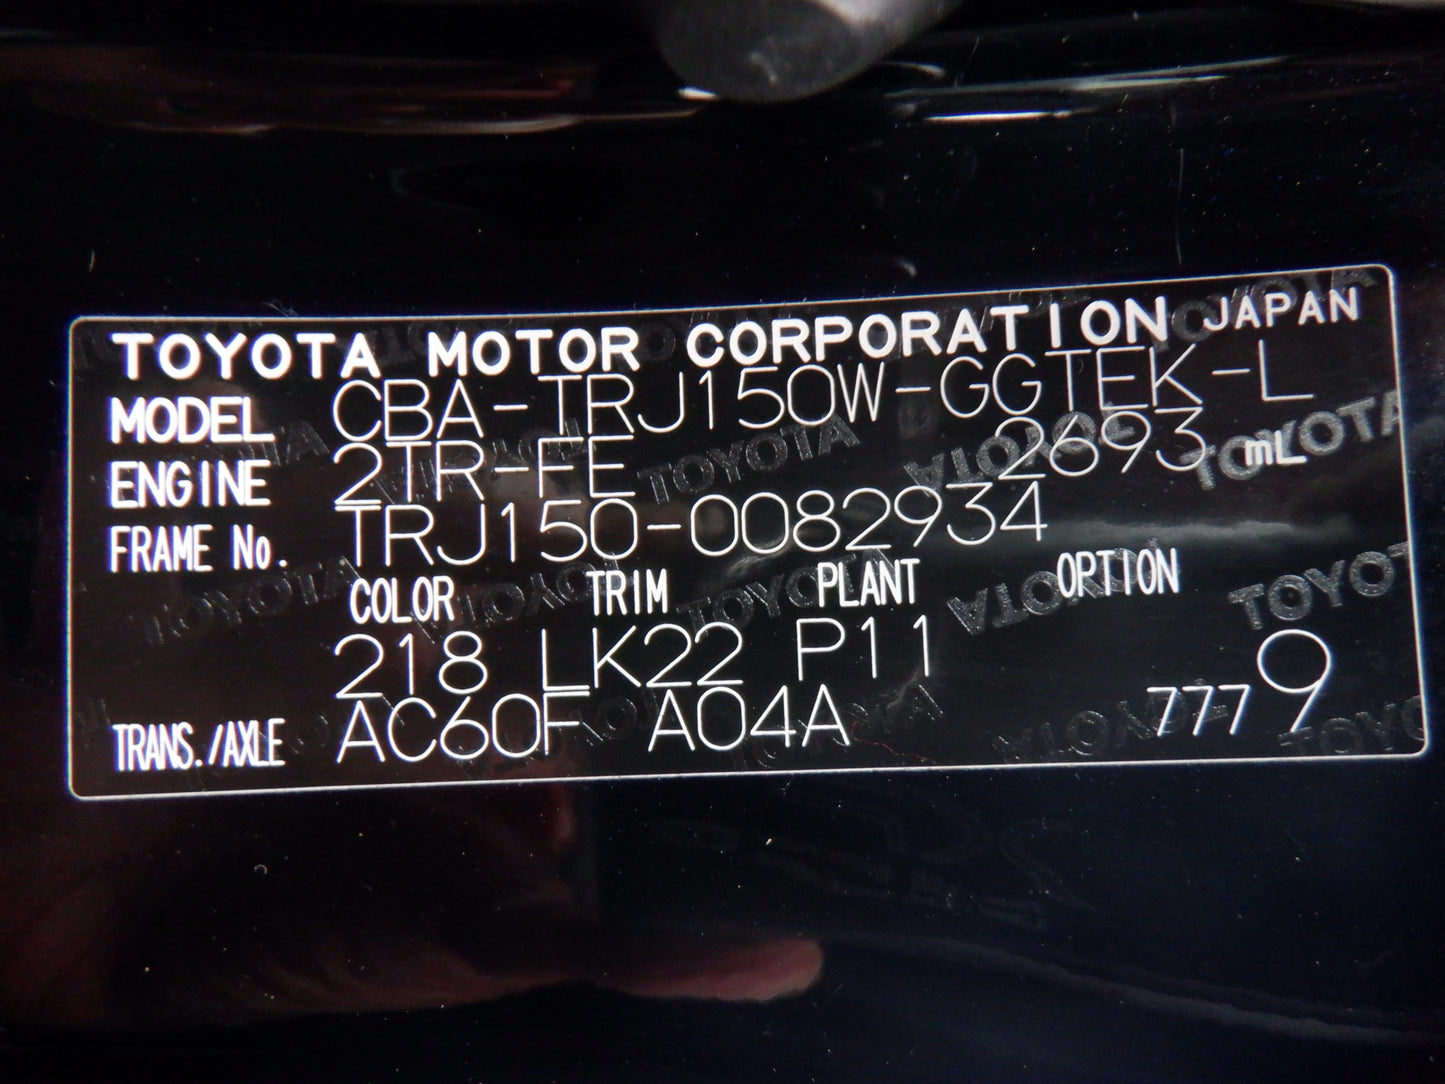 TOYOTA MOTOR CORPORATION JAPAN
MODEL CBA-TRJ150W-GGTEK-L
ENGINE 2TR-FE 2693 mL
FRAME No. TRJ150-0082934
COLOR TRIM PLANT OPTION
218 LK22 P11
TRANS./AXLE AC60F A04A 777 9